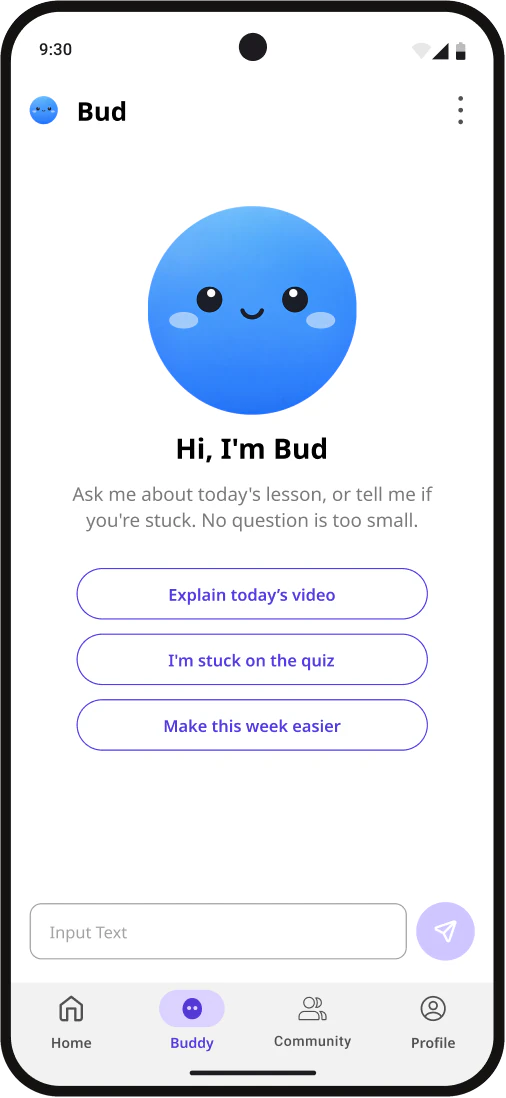 9:30
Bud
Hi, I'm Bud
Ask me about today's lesson, or tell me if
you're stuck. No question is too small.
Explain today’s video
I'm stuck on the quiz
Make this week easier
Input Text
Home
Buddy
Community
Profile